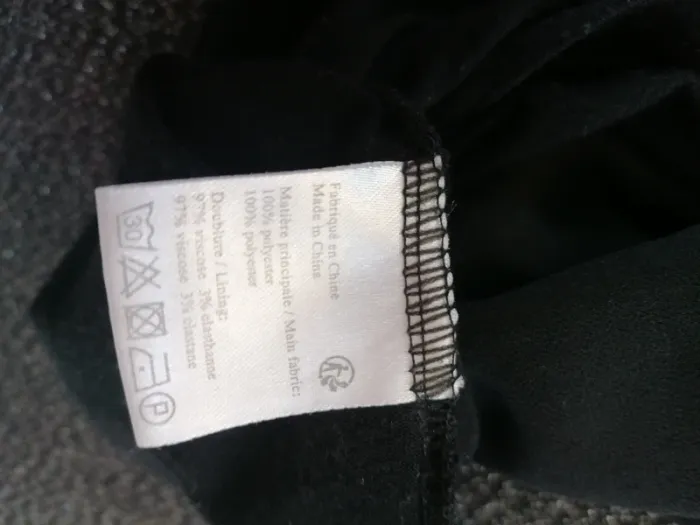 Fabriqué en Chine
Made in China
Matière principale / Main fabric:
100% polyester
100% polyester
Doublure / Lining:
97% viscose 3% élasthanne
97% viscose 3% elastane
30
P